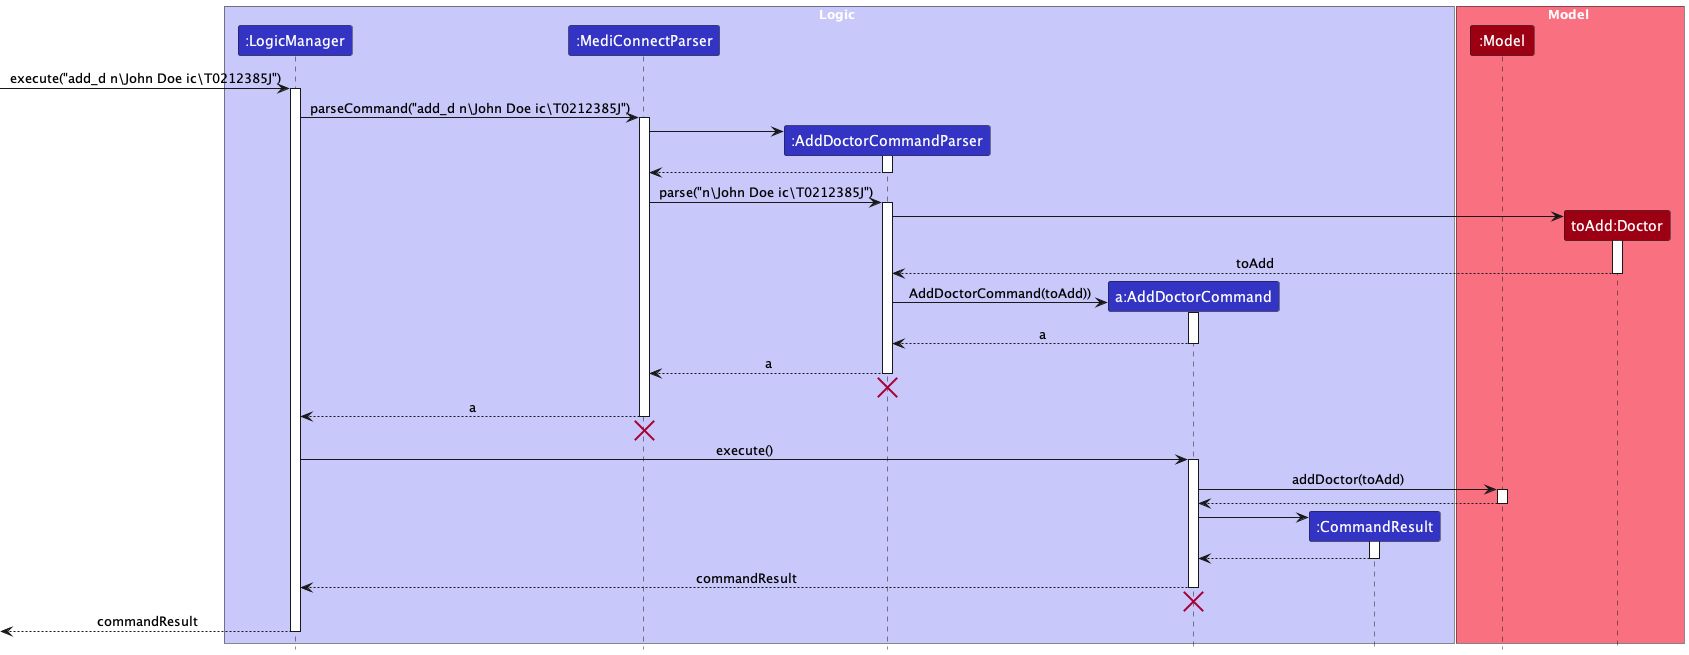 Logic
Model
:LogicManager
:MediConnectParser
:Model
execute("add_d n\John Doe ic\T0212385J")
parseCommand("add_d n\John Doe ic\T0212385J")
:AddDoctorCommandParser
parse("n\John Doe ic\T0212385J")
toAdd:Doctor
toAdd
AddDoctorCommand(toAdd))
a:AddDoctorCommand
a
a
a
execute()
addDoctor(toAdd)
:CommandResult
commandResult
commandResult